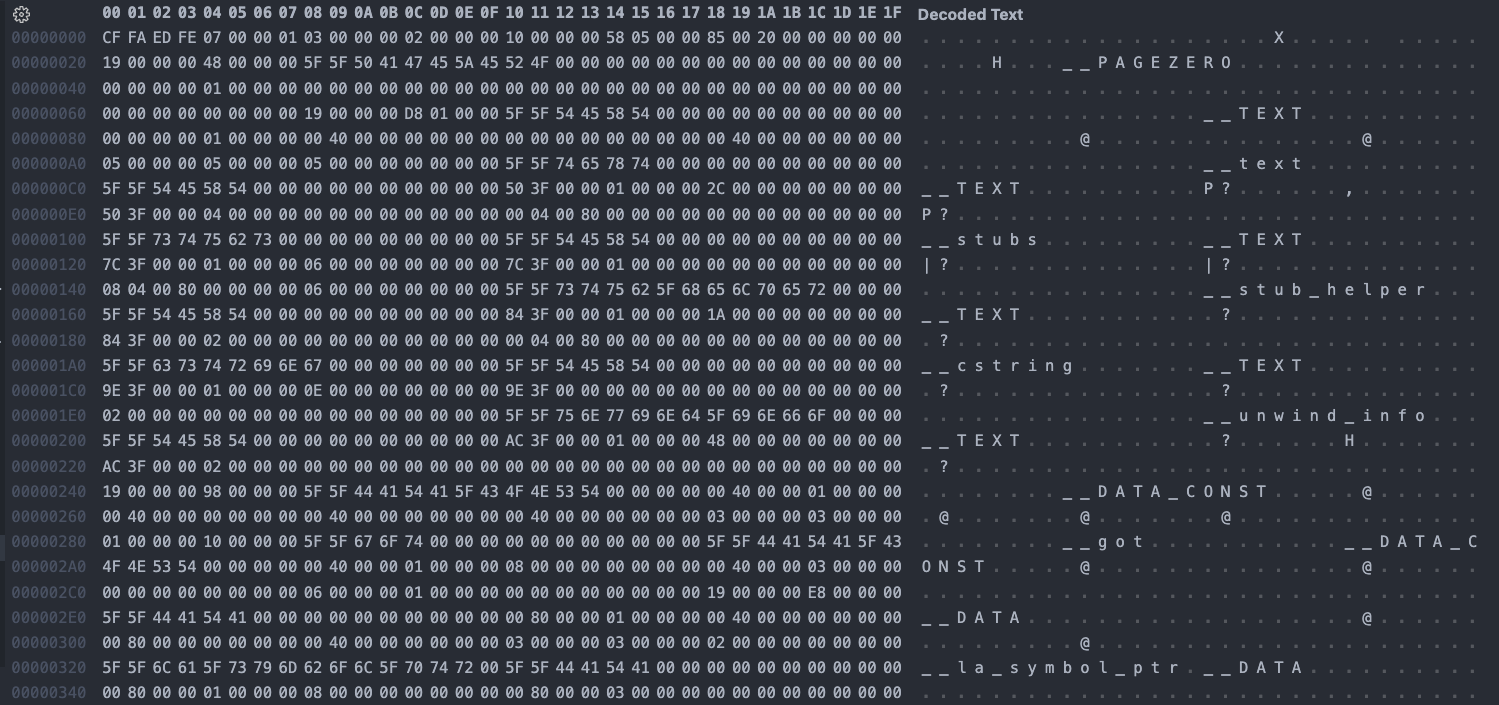 00 01 02 03 04 05 06 07 08 09 0A 0B 0C 0D 0E 0F 10 11 12 13 14 15 16 17 18 19 1A 1B 1C 1D 1E 1F Decoded Text
00000000 CF FA ED FE 07 00 00 01 03 00 00 00 02 00 00 00 10 00 00 00 58 05 00 00 85 00 20 00 00 00 00 00 ....................X..... .....
00000020 19 00 00 00 48 00 00 00 5F 5F 50 41 47 45 5A 45 52 4F 00 00 00 00 00 00 00 00 00 00 00 00 00 00 ....H...__PAGEZERO..............
00000040 00 00 00 00 01 00 00 00 00 00 00 00 00 00 00 00 00 00 00 00 00 00 00 00 00 00 00 00 00 00 00 00 ................................
00000060 00 00 00 00 00 00 00 00 19 00 00 00 D8 01 00 00 5F 5F 54 45 58 54 00 00 00 00 00 00 00 00 00 00 ................__TEXT..........
00000080 00 00 00 00 01 00 00 00 00 40 00 00 00 00 00 00 00 00 00 00 00 00 00 00 00 40 00 00 00 00 00 00 .........@...............@......
000000A0 05 00 00 00 05 00 00 00 05 00 00 00 00 00 00 00 5F 5F 74 65 78 74 00 00 00 00 00 00 00 00 00 00 ................__text..........
000000C0 5F 5F 54 45 58 54 00 00 00 00 00 00 00 00 00 00 50 3F 00 00 01 00 00 00 2C 00 00 00 00 00 00 00 __TEXT..........P?......,.......
000000E0 50 3F 00 00 04 00 00 00 00 00 00 00 00 00 00 00 00 04 00 80 00 00 00 00 00 00 00 00 00 00 00 00 P?..............................
00000100 5F 5F 73 74 75 62 73 00 00 00 00 00 00 00 00 00 5F 5F 54 45 58 54 00 00 00 00 00 00 00 00 00 00 __stubs.........__TEXT..........
00000120 7C 3F 00 00 01 00 00 00 06 00 00 00 00 00 00 00 7C 3F 00 00 01 00 00 00 00 00 00 00 00 00 00 00 |?..............|?..............
00000140 08 04 00 80 00 00 00 00 06 00 00 00 00 00 00 00 5F 5F 73 74 75 62 5F 68 65 6C 70 65 72 00 00 00 ................__stub_helper...
00000160 5F 5F 54 45 58 54 00 00 00 00 00 00 00 00 00 00 84 3F 00 00 01 00 00 00 1A 00 00 00 00 00 00 00 __TEXT...........?..............
00000180 84 3F 00 00 02 00 00 00 00 00 00 00 00 00 00 00 00 04 00 80 00 00 00 00 00 00 00 00 00 00 00 00 .?..............................
000001A0 5F 5F 63 73 74 72 69 6E 67 00 00 00 00 00 00 00 5F 5F 54 45 58 54 00 00 00 00 00 00 00 00 00 00 __cstring.......__TEXT..........
000001C0 9E 3F 00 00 01 00 00 00 0E 00 00 00 00 00 00 00 9E 3F 00 00 00 00 00 00 00 00 00 00 00 00 00 00 .?...............?..............
000001E0 02 00 00 00 00 00 00 00 00 00 00 00 00 00 00 00 5F 5F 75 6E 77 69 6E 64 5F 69 6E 66 6F 00 00 00 ................__unwind_info...
00000200 5F 5F 54 45 58 54 00 00 00 00 00 00 00 00 00 00 AC 3F 00 00 01 00 00 00 48 00 00 00 00 00 00 00 __TEXT...........?......H.......
00000220 AC 3F 00 00 02 00 00 00 00 00 00 00 00 00 00 00 00 00 00 00 00 00 00 00 00 00 00 00 00 00 00 00 .?..............................
00000240 19 00 00 00 98 00 00 00 5F 5F 44 41 54 41 5F 43 4F 4E 53 54 00 00 00 00 00 40 00 00 01 00 00 00 ........__DATA_CONST.....@......
00000260 00 40 00 00 00 00 00 00 00 40 00 00 00 00 00 00 00 40 00 00 00 00 00 00 03 00 00 00 03 00 00 00 .@.......@.......@..............
00000280 01 00 00 00 10 00 00 00 5F 5F 67 6F 74 00 00 00 00 00 00 00 00 00 00 00 5F 5F 44 41 54 41 5F 43 ........__got...........__DATA_C
000002A0 4F 4E 53 54 00 00 00 00 00 40 00 00 01 00 00 00 08 00 00 00 00 00 00 00 00 40 00 00 03 00 00 00 ONST.....@...............@......
000002C0 00 00 00 00 00 00 00 00 06 00 00 00 01 00 00 00 00 00 00 00 00 00 00 00 19 00 00 00 E8 00 00 00 ................................
000002E0 5F 5F 44 41 54 41 00 00 00 00 00 00 00 00 00 00 00 80 00 00 01 00 00 00 00 40 00 00 00 00 00 00 __DATA...................@......
00000300 00 80 00 00 00 00 00 00 00 40 00 00 00 00 00 00 03 00 00 00 03 00 00 00 02 00 00 00 00 00 00 00 .........@......................
00000320 5F 5F 6C 61 5F 73 79 6D 62 6F 6C 5F 70 74 72 00 5F 5F 44 41 54 41 00 00 00 00 00 00 00 00 00 00 __la_symbol_ptr.__DATA..........
00000340 00 80 00 00 01 00 00 00 08 00 00 00 00 00 00 00 00 80 00 00 03 00 00 00 00 00 00 00 00 00 00 00 ................................